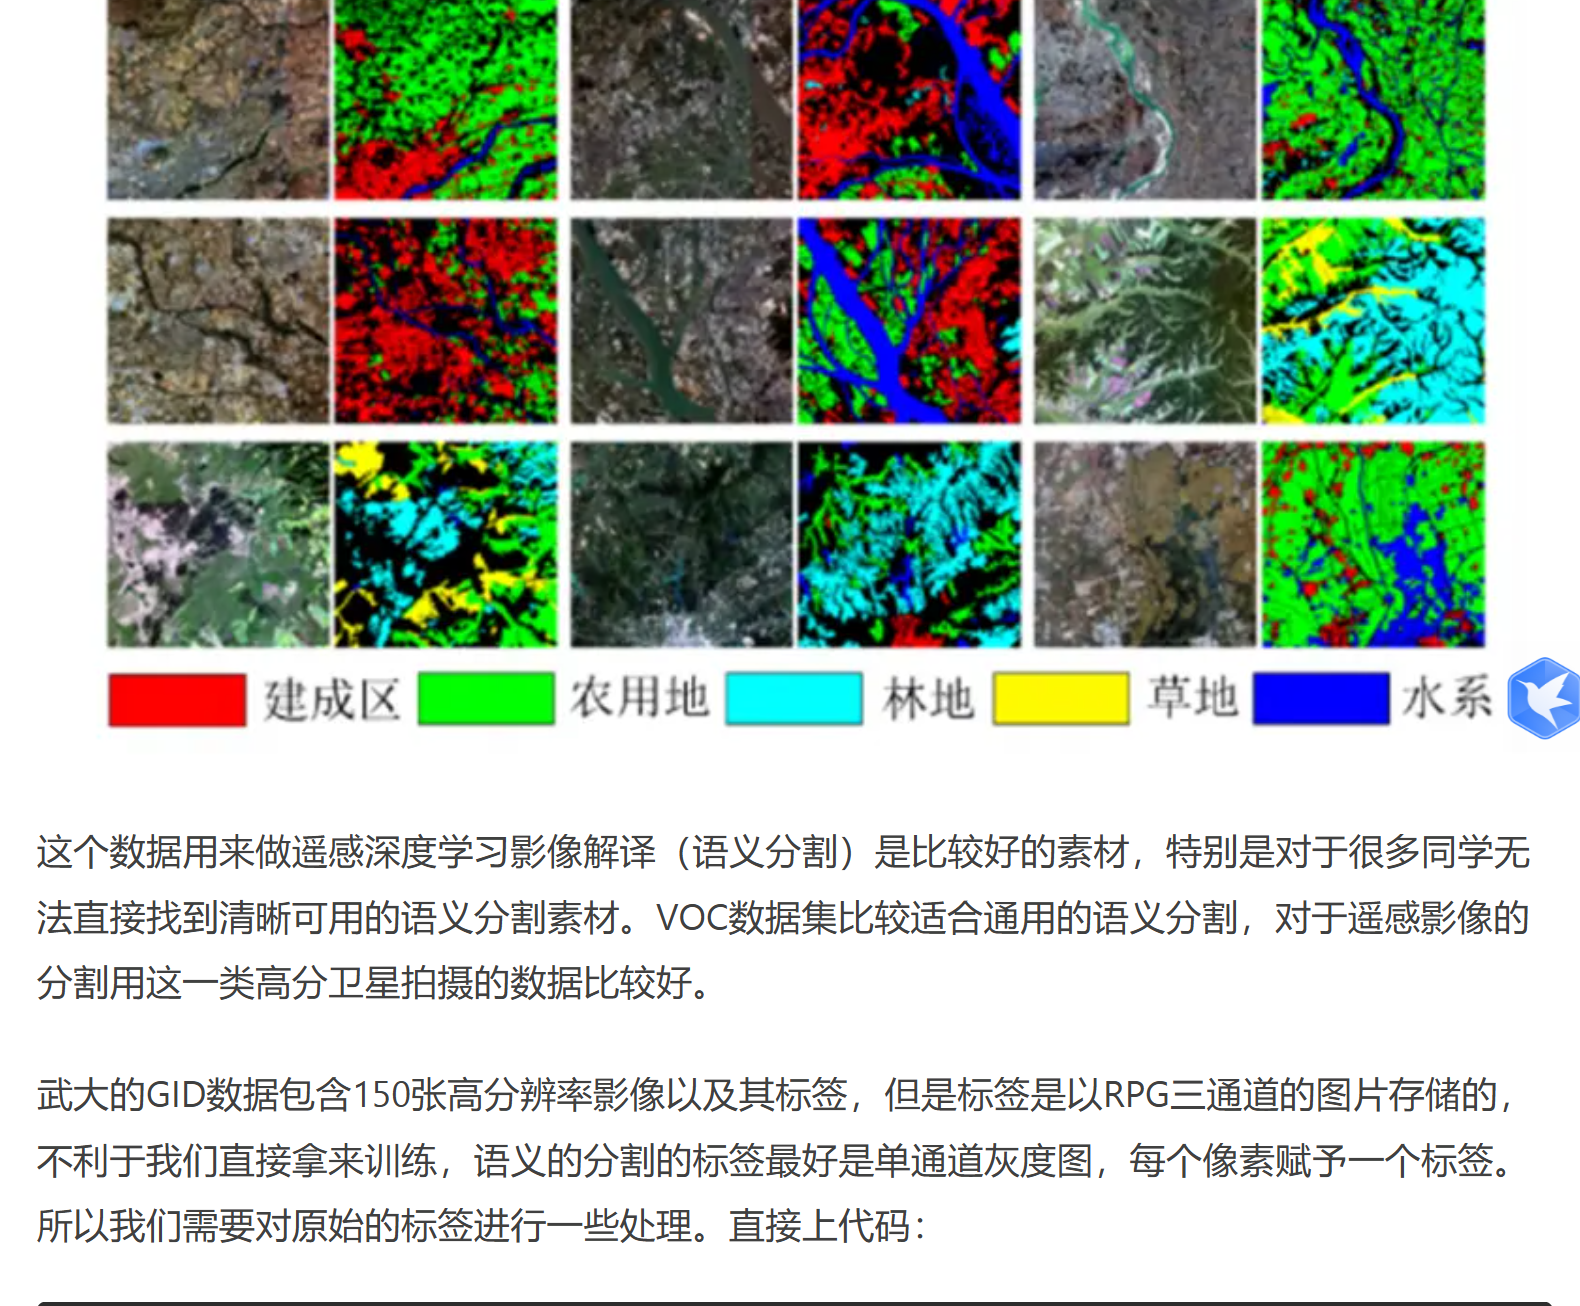 建成区 农用地 林地 草地 水系
这个数据用来做遥感深度学习影像解译（语义分割）是比较好的素材，特别是对于很多同学无
法直接找到清晰可用的语义分割素材。VOC数据集比较适合通用的语义分割，对于遥感影像的
分割用这一类高分卫星拍摄的数据比较好。
武大的GID数据包含150张高分辨率影像以及其标签，但是标签是以RPG三通道的图片存储的，
不利于我们直接拿来训练，语义的分割的标签最好是单通道灰度图，每个像素赋予一个标签。
所以我们需要对原始的标签进行一些处理。直接上代码：